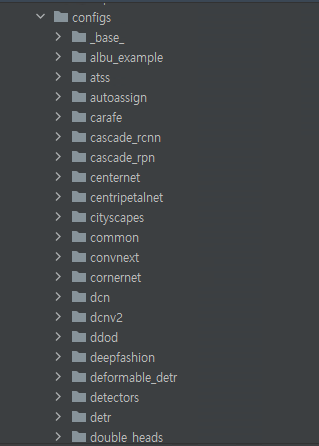 configs
_base_
albu_example
atss
autoassign
carafe
cascade_rcnn
cascade_rpn
centernet
centripetalnet
cityscapes
common
convnext
cornernet
dcn
dcnv2
ddod
deepfashion
deformable_detr
detectors
detr
double_heads